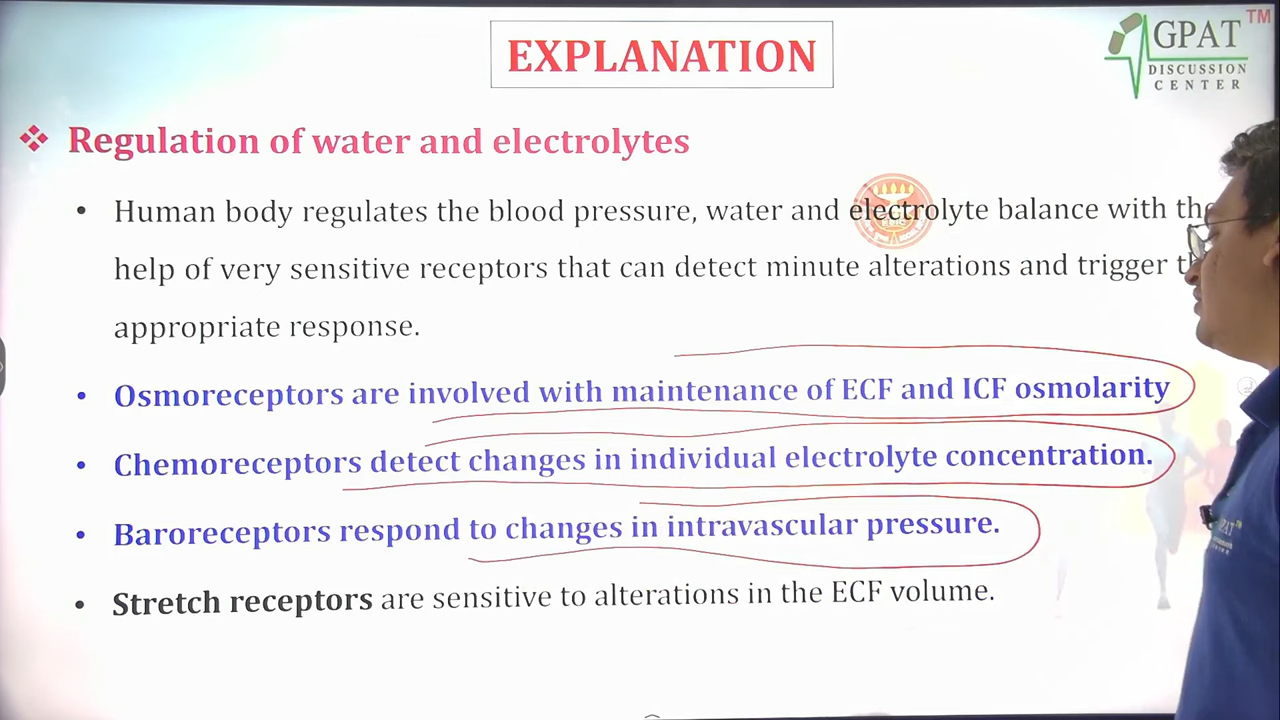 EXPLANATION
GPAT
TM
DISCUSSION
CENTER
❖ Regulation of water and electrolytes
• Human body regulates the blood pressure, water and electrolyte balance with the
help of very sensitive receptors that can detect minute alterations and trigger
appropriate response.
• Osmoreceptors are involved with maintenance of ECF and ICF osmolarity
• Chemoreceptors detect changes in individual electrolyte concentration.
• Baroreceptors respond to changes in intravascular pressure.
• Stretch receptors are sensitive to alterations in the ECF volume.